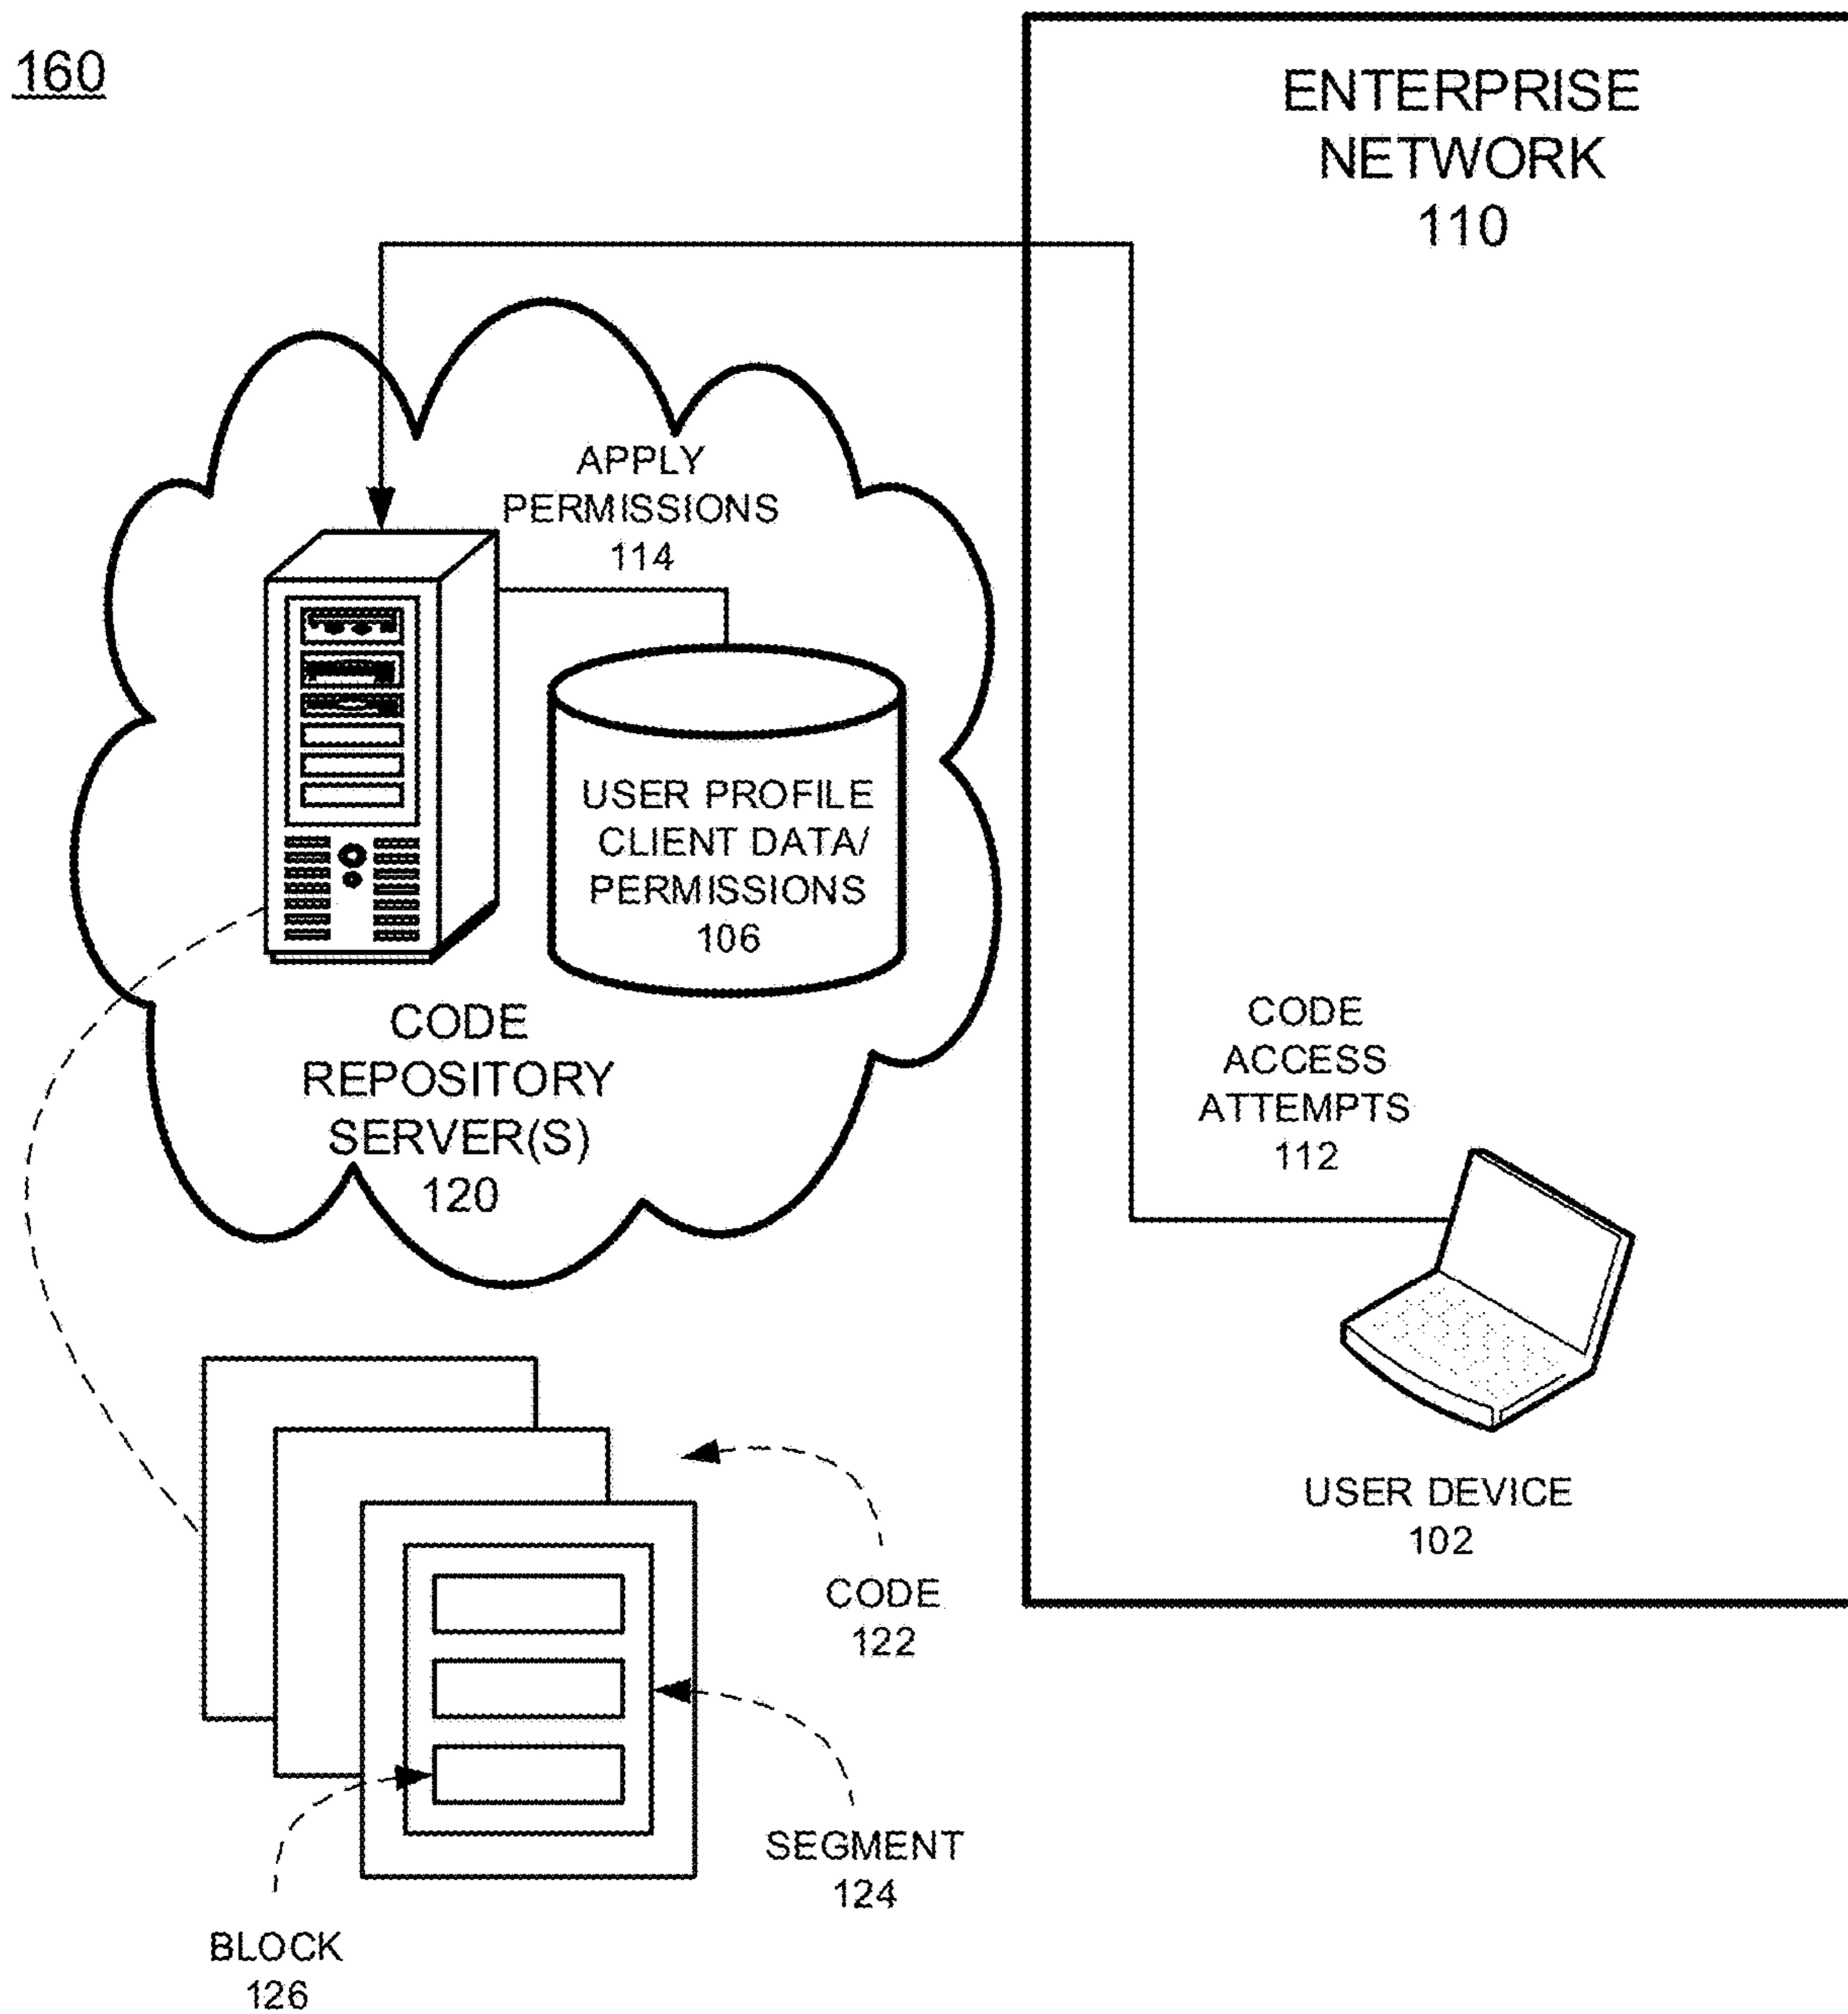 160
ENTERPRISE
NETWORK
110
APPLY
PERMISSIONS
114
USER PROFILE
CLIENT DATA/
PERMISSIONS
106
CODE
REPOSITORY
SERVER(S)
120
CODE
ACCESS
ATTEMPTS
112
USER DEVICE
102
CODE
122
SEGMENT
124
BLOCK
126